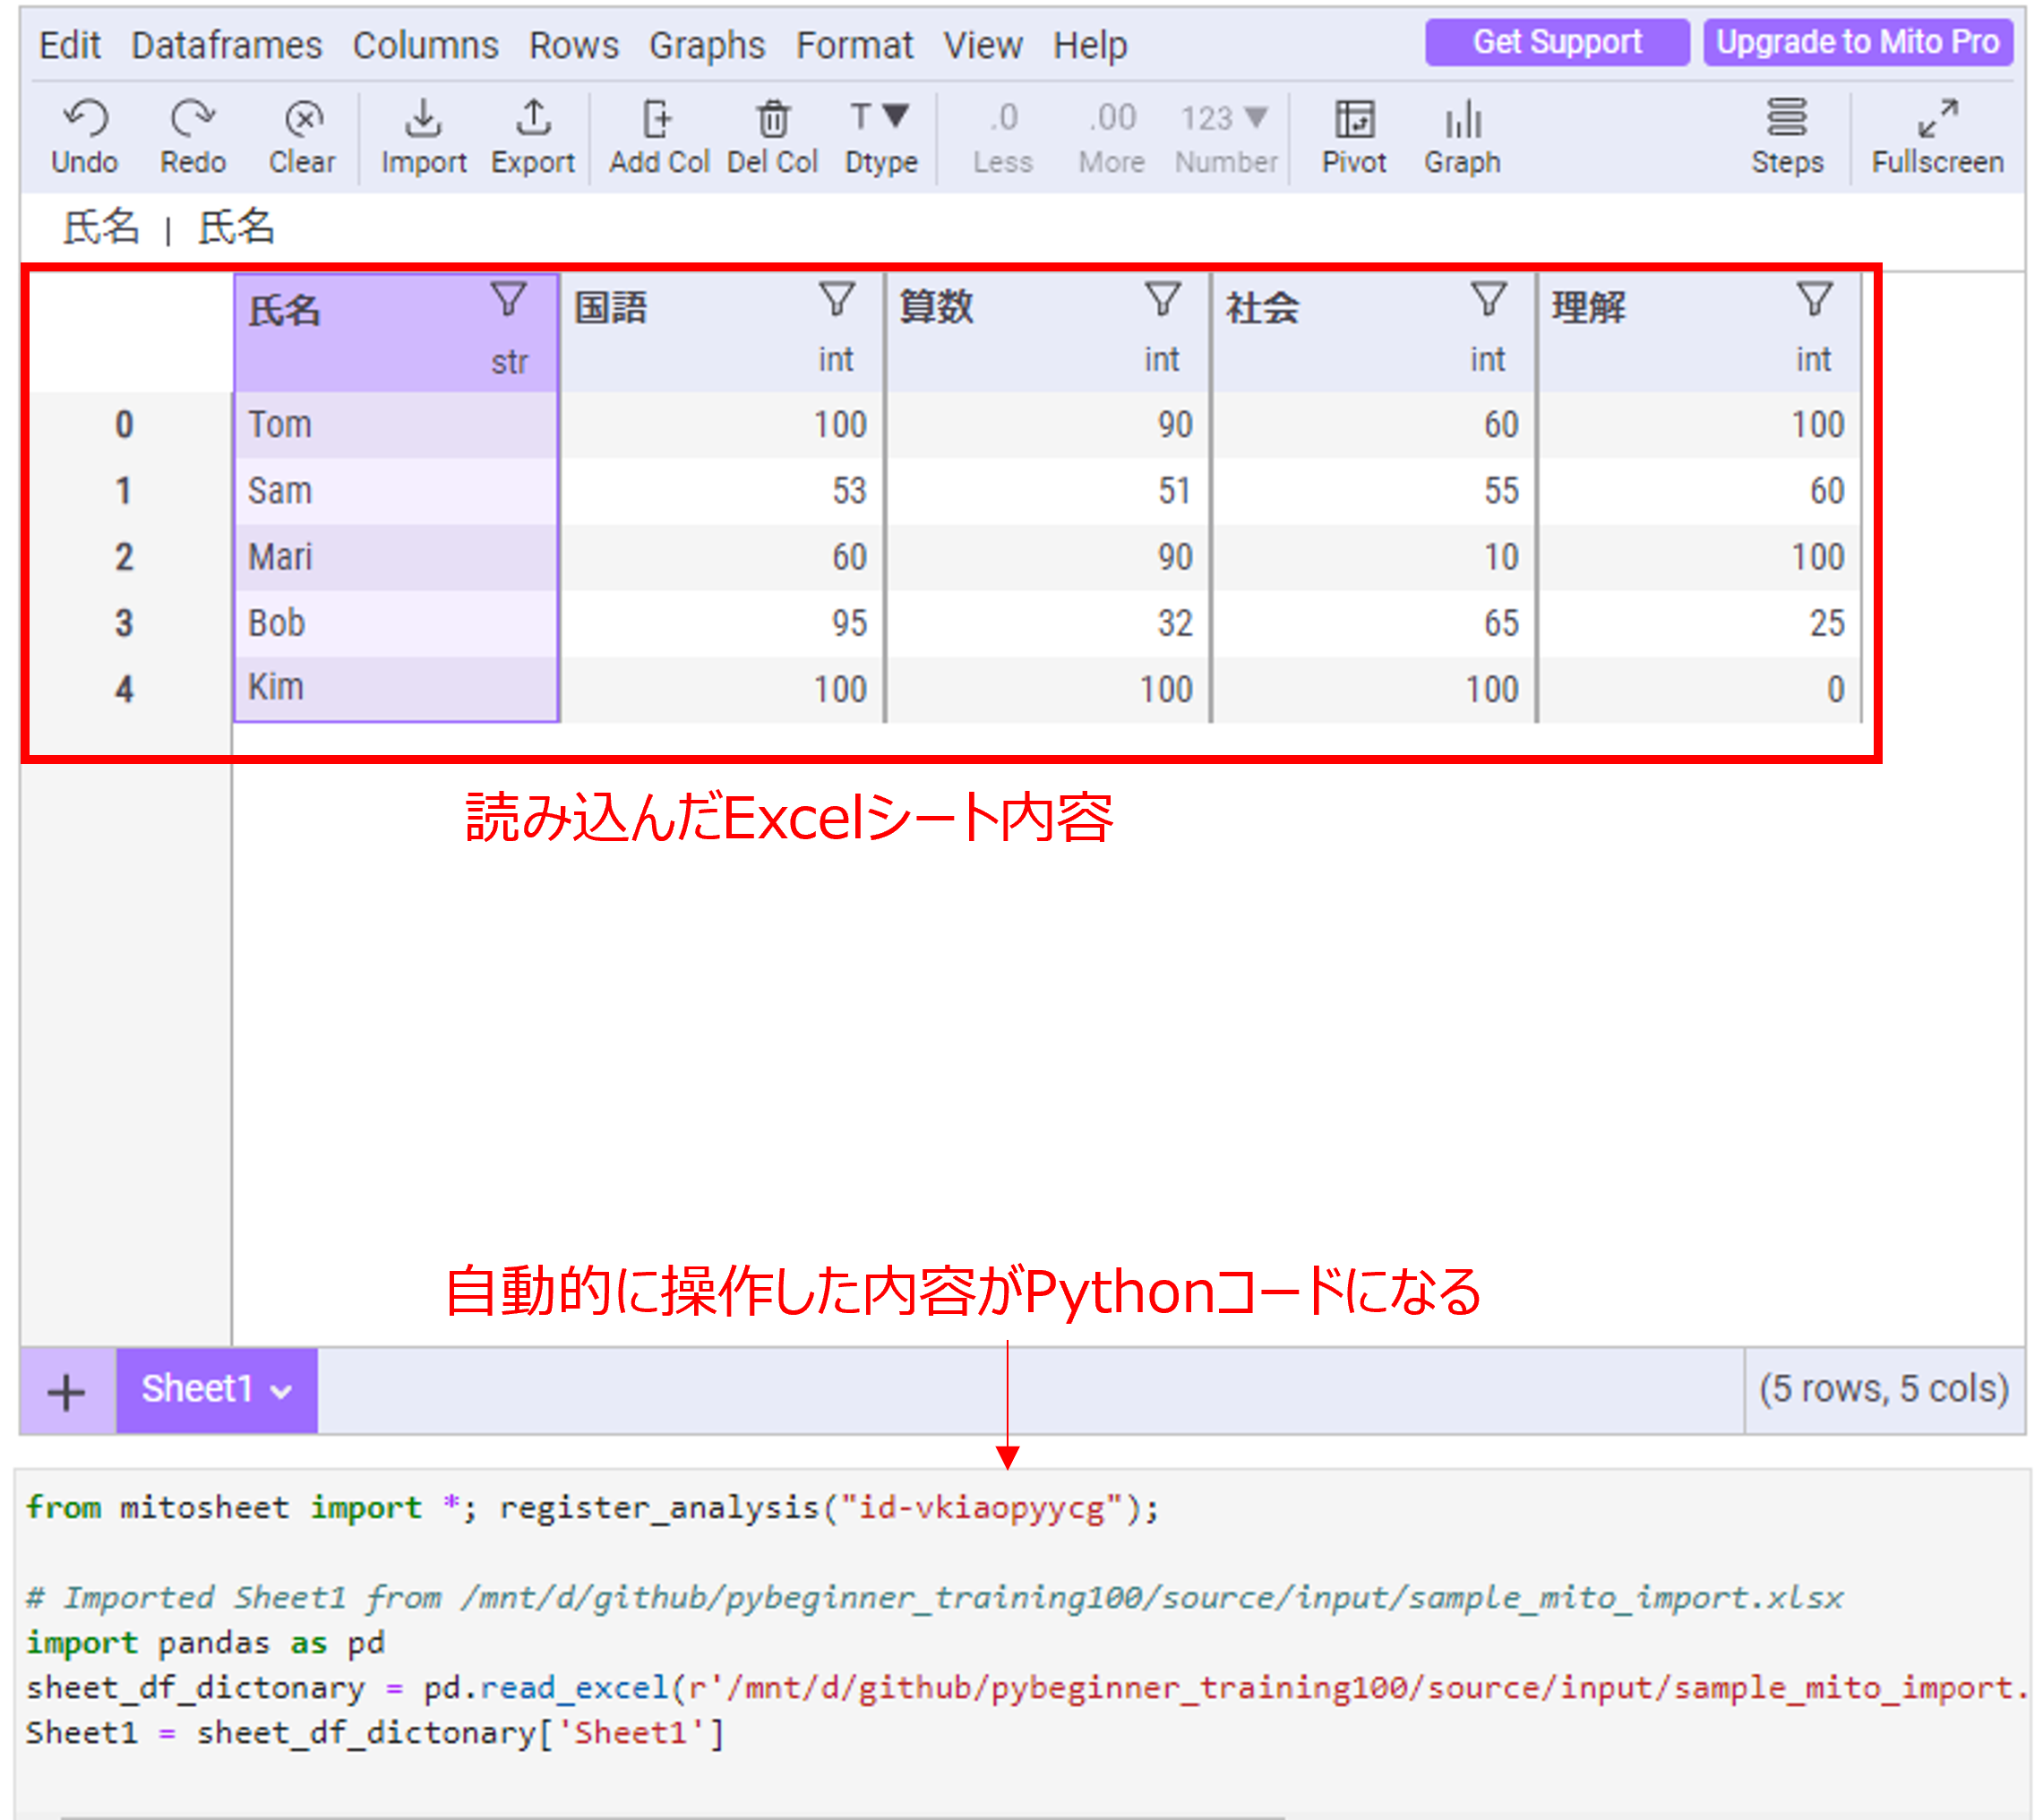 Edit Dataframes Columns Rows Graphs Format View Help Get Support Upgrade to Mito Pro
T .0 .00 123
Undo Redo Clear Import Export Add Col Del Col Dtype Less More Number Pivot Graph Steps Fullscreen
氏名 | 氏名
氏名 国語 算数 社会 理解
str int int int int
0 Tom 100 90 60 100
1 Sam 53 51 55 60
2 Mari 60 90 10 100
3 Bob 95 32 65 25
4 Kim 100 100 100 0
読み込んだExcelシート内容
自動的に操作した内容がPythonコードになる
+ Sheet1 (5 rows, 5 cols)
from mitosheet import *; register_analysis("id-vkiaopyycg");
# Imported Sheet1 from /mnt/d/github/pybeginner_training100/source/input/sample_mito_import.xlsx
import pandas as pd
sheet_df_dictonary = pd.read_excel(r'/mnt/d/github/pybeginner_training100/source/input/sample_mito_import.
Sheet1 = sheet_df_dictonary['Sheet1']